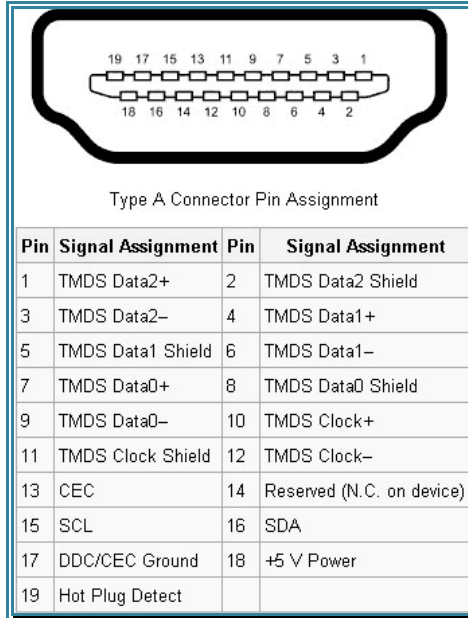 19 17 15 13 11 9 7 5 3 1
18 16 14 12 10 8 6 4 2
Type A Connector Pin Assignment
Pin Signal Assignment Pin Signal Assignment
1 TMDS Data2+ 2 TMDS Data2 Shield
3 TMDS Data2– 4 TMDS Data1+
5 TMDS Data1 Shield 6 TMDS Data1–
7 TMDS Data0+ 8 TMDS Data0 Shield
9 TMDS Data0– 10 TMDS Clock+
11 TMDS Clock Shield 12 TMDS Clock–
13 CEC 14 Reserved (N.C. on device)
15 SCL 16 SDA
17 DDC/CEC Ground 18 +5 V Power
19 Hot Plug Detect